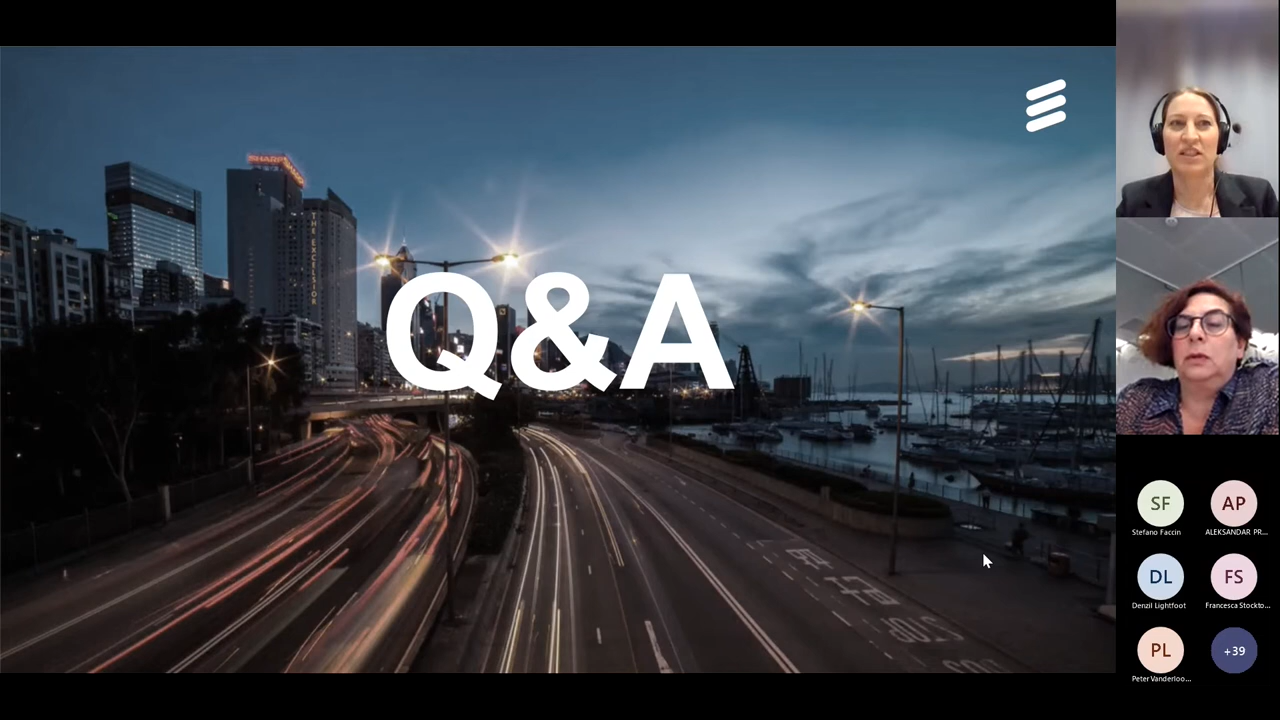 THE EXCELSIOR
Q&A
SF
AP
Stefano Faccin
ALEKSANDAR PR...
DL
FS
Denzil Lightfoot
Francesca Stockto...
PL
+39
Peter Vanderloo...